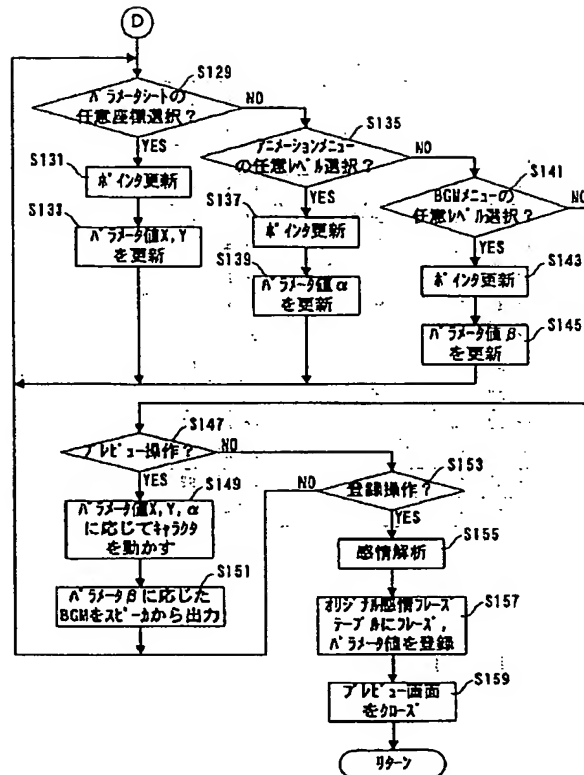 D
S129
パラメータシートの
任意座標選択？
NO
YES
S131
ポインタ更新
S133
パラメータ値X,Y
を更新
S135
アニメーションメニュー
の任意レベル選択？
NO
YES
S137
ポインタ更新
S139
パラメータ値α
を更新
S141
BGMメニューの
任意レベル選択？
NO
YES
S143
ポインタ更新
S145
パラメータ値β
を更新
S147
プレビュー操作？
NO
YES
S149
パラメータ値X,Y,α
に応じてキャラクタ
を動かす
S151
パラメータβに応じた
BGMをスピーカから出力
S153
登録操作？
NO
YES
S155
感情解析
S157
オリジナル感情フレーズ
テーブルにフレーズ,
パラメータ値を登録
S159
プレビュー画面
をクローズ
リターン